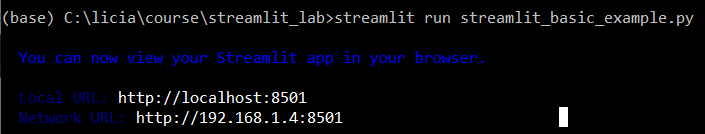 (base) C:\licia\course\streamlit_lab>streamlit run streamlit_basic_example.py
You can now view your Streamlit app in your browser.
Local URL: http://localhost:8501
Network URL: http://192.168.1.4:8501